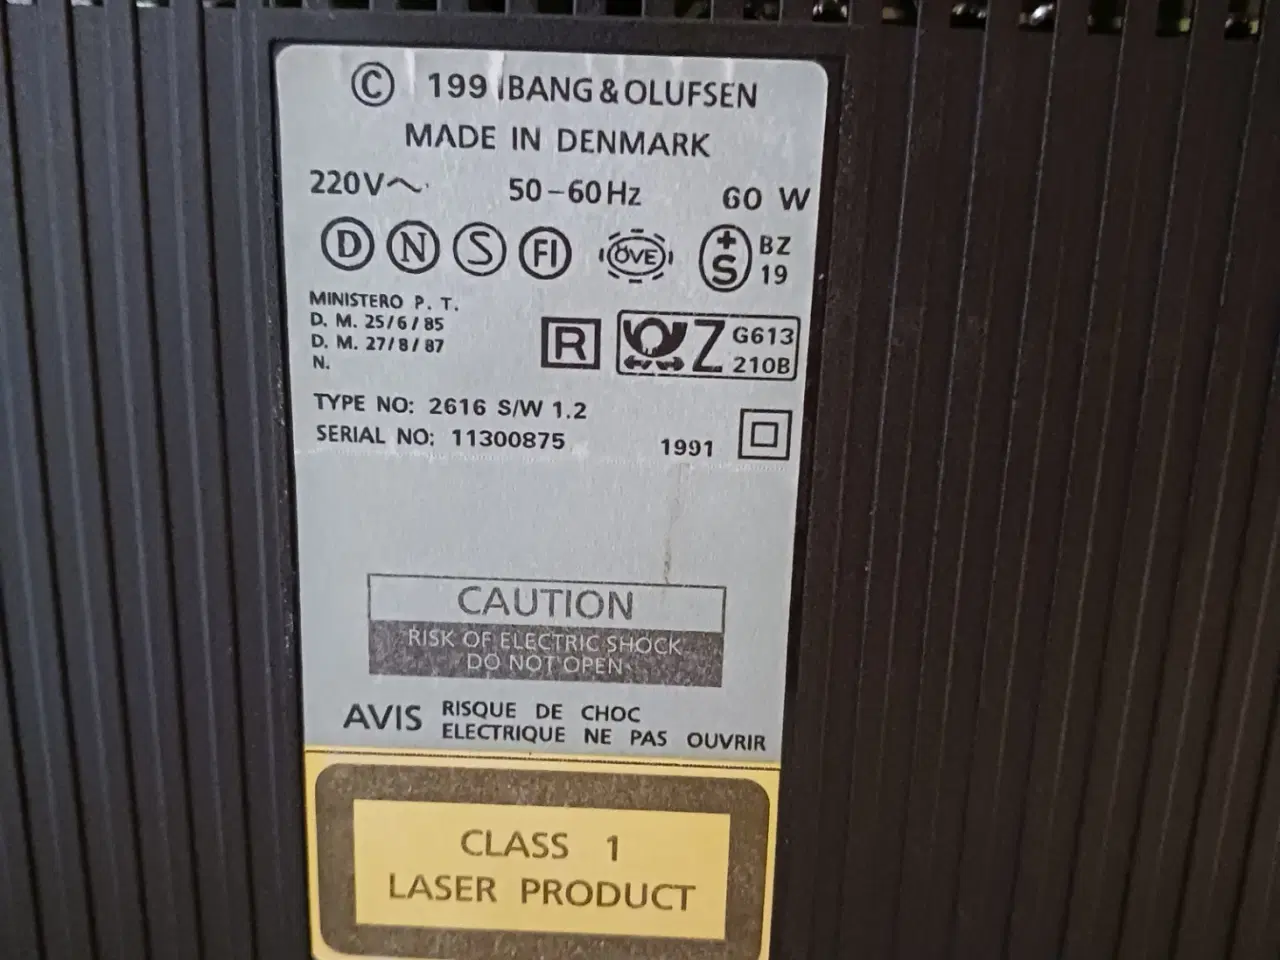 © 1991 BANG & OLUFSEN
MADE IN DENMARK
220V~ 50-60Hz 60 W
D N S FI ÖVE +S BZ 19
MINISTERO P. T.
D. M. 25/6/85
D. M. 27/8/87
N.
R Z G613 210B
TYPE NO: 2616 S/W 1.2
SERIAL NO: 11300875 1991
CAUTION
RISK OF ELECTRIC SHOCK
DO NOT OPEN
AVIS RISQUE DE CHOC
ELECTRIQUE NE PAS OUVRIR
CLASS 1
LASER PRODUCT